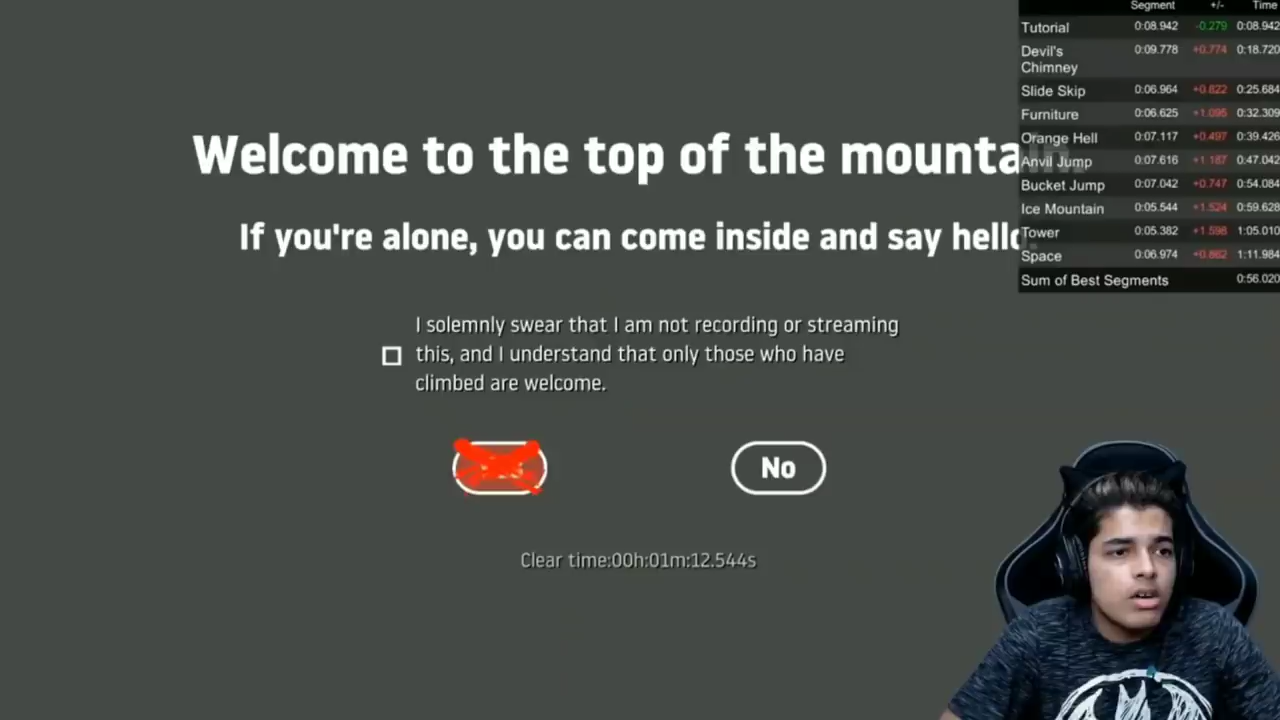 Welcome to the top of the mounta
If you're alone, you can come inside and say hello.
I solemnly swear that I am not recording or streaming
this, and I understand that only those who have
climbed are welcome.
No
Clear time:00h:01m:12.544s
Segment +/- Time
Tutorial 0:08.942 -0.279 0:08.942
Devil's
Chimney 0:09.778 +0.774 0:18.720
Slide Skip 0:06.964 +0.822 0:25.684
Furniture 0:06.625 +1.095 0:32.309
Orange Hell 0:07.117 +0.497 0:39.426
Anvil Jump 0:07.616 +1.187 0:47.042
Bucket Jump 0:07.042 +0.747 0:54.084
Ice Mountain 0:05.544 +1.524 0:59.628
Tower 0:05.382 +1.598 1:05.010
Space 0:06.974 +0.862 1:11.984
Sum of Best Segments 0:56.020